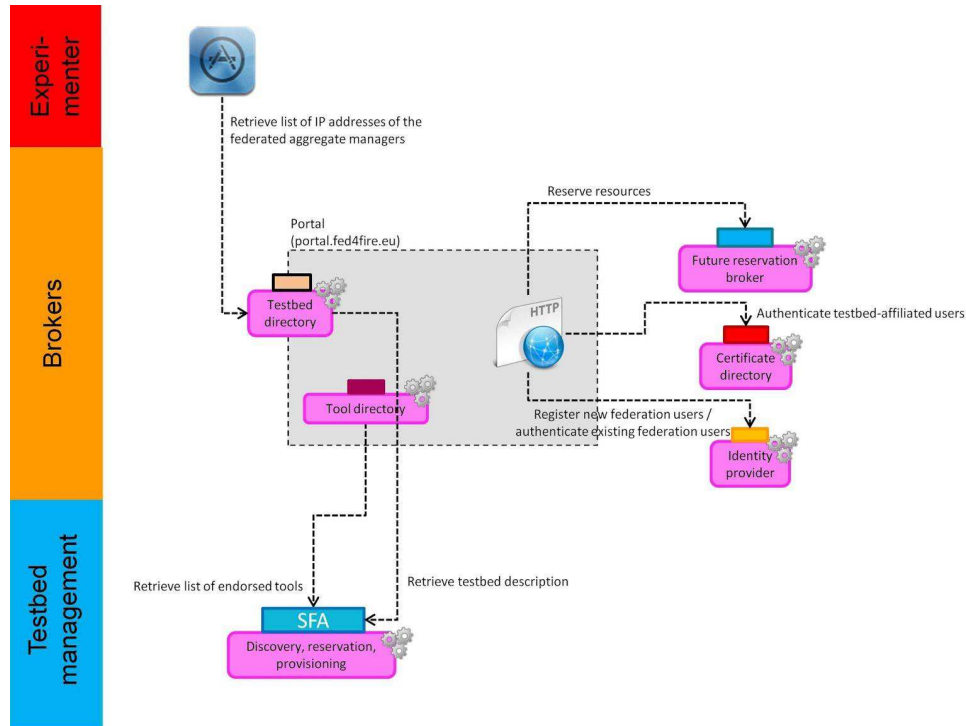 Experi-
menter
Retrieve list of IP addresses of the
federated aggregate managers
Brokers
Reserve resources
Portal
(portal.fed4fire.eu)
Future reservation
broker
Testbed
directory
HTTP
Authenticate testbed-affiliated users
Certificate
directory
Tool directory
Register new federation users /
authenticate existing federation users
Identity
provider
Testbed
management
Retrieve list of endorsed tools
Retrieve testbed description
SFA
Discovery, reservation,
provisioning